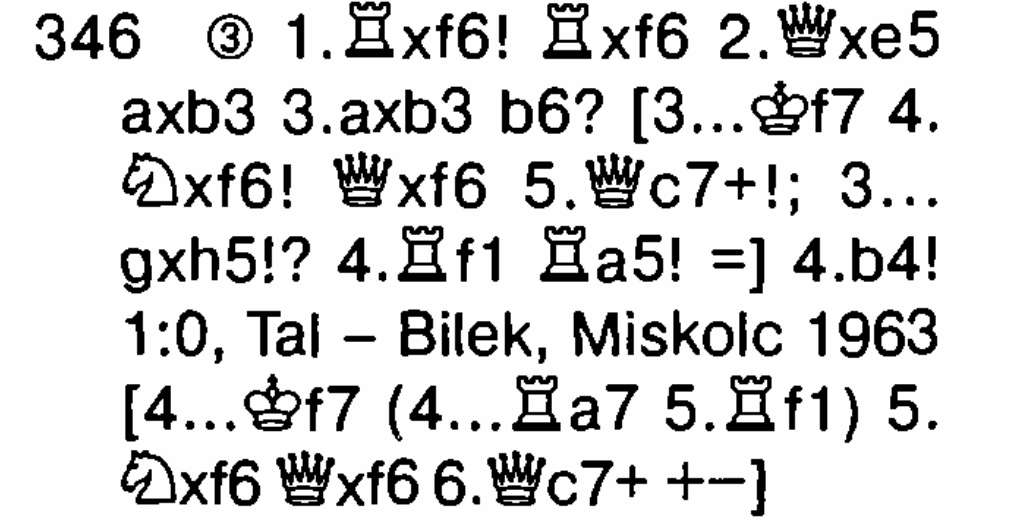 346 ③ 1.♖xf6! ♖xf6 2.♕xe5
axb3 3.axb3 b6? [3...♔f7 4.
♘xf6! ♕xf6 5.♕c7+!; 3...
gxh5!? 4.♖f1 ♖a5! =] 4.b4!
1:0, Tal – Bilek, Miskolc 1963
[4...♔f7 (4...♖a7 5.♖f1) 5.
♘xf6 ♕xf6 6.♕c7+ +–]